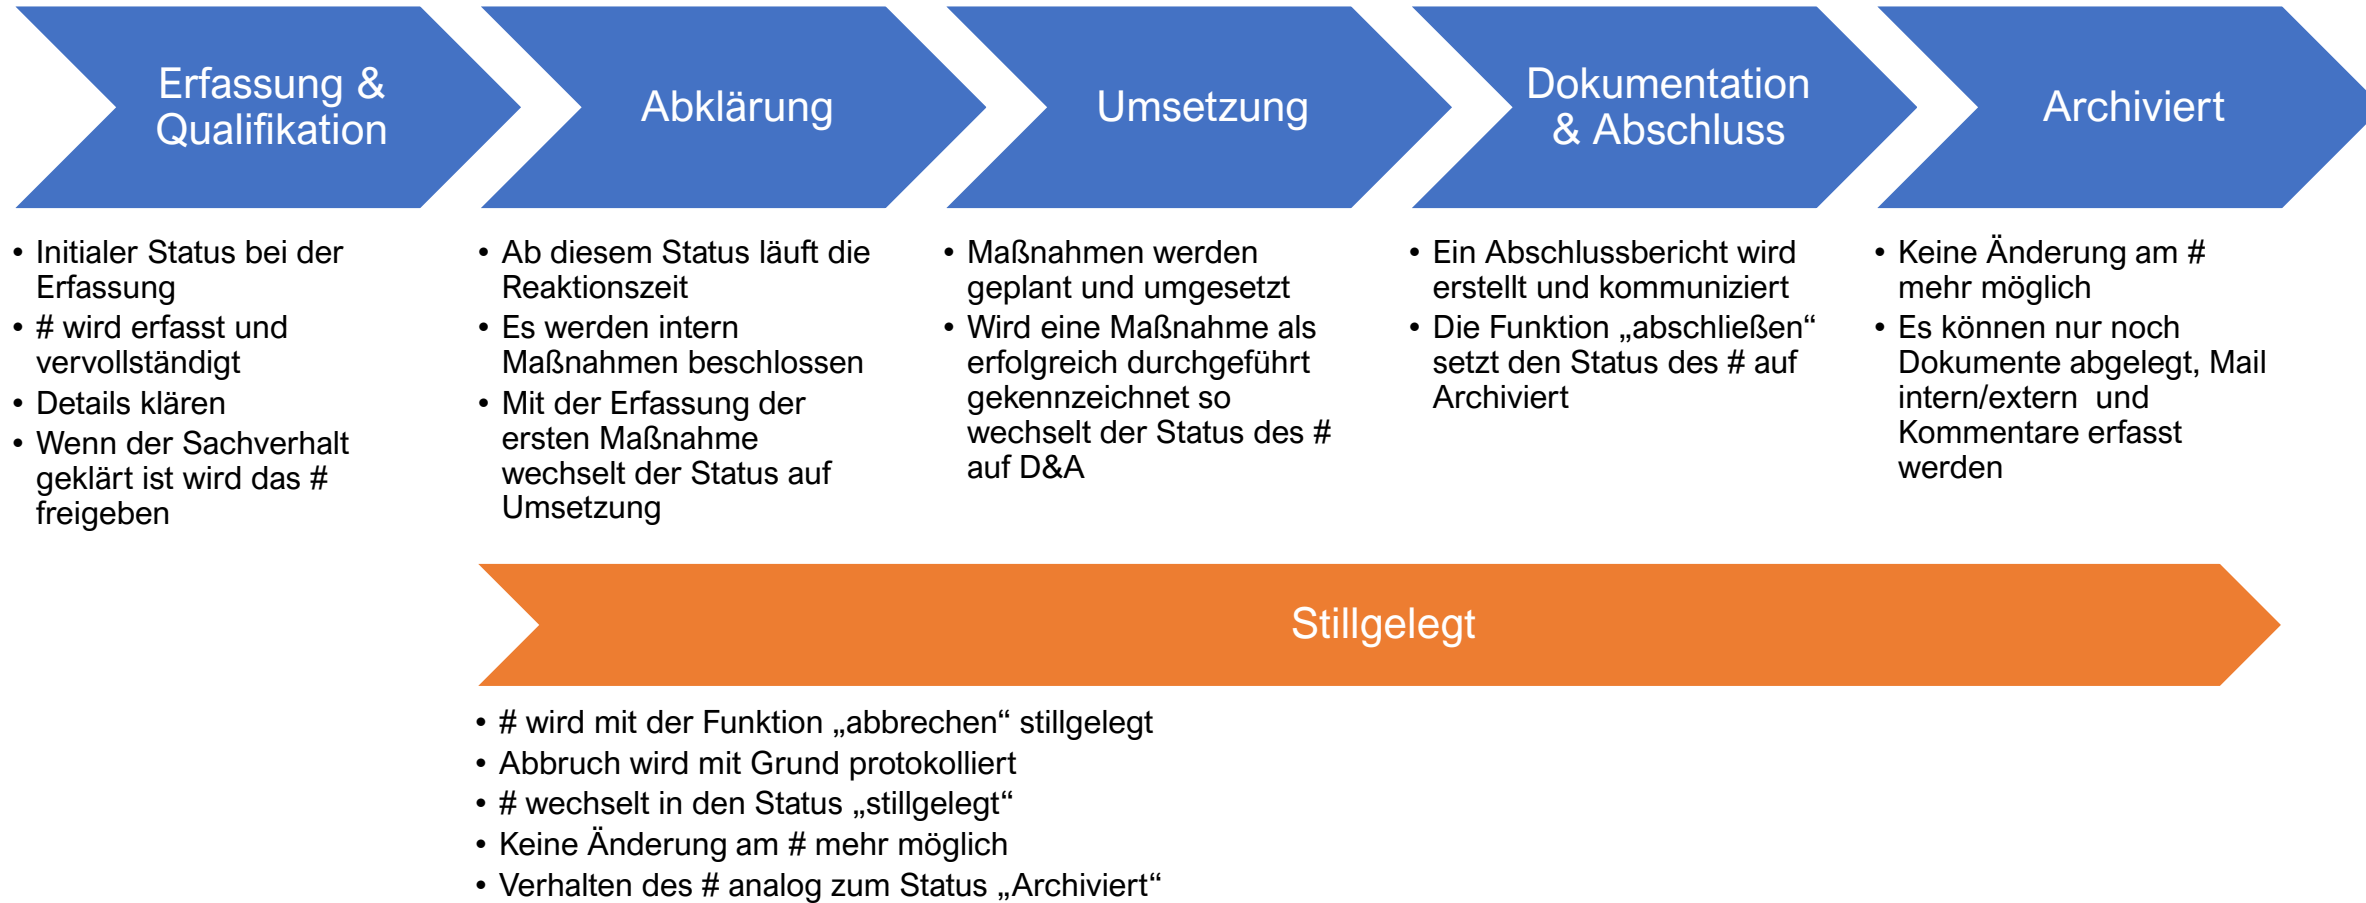 Erfassung &
Qualifikation
Abklärung
Umsetzung
Dokumentation
& Abschluss
Archiviert
• Initialer Status bei der
Erfassung
• # wird erfasst und
vervollständigt
• Details klären
• Wenn der Sachverhalt
geklärt ist wird das #
freigeben
• Ab diesem Status läuft die
Reaktionszeit
• Es werden intern
Maßnahmen beschlossen
• Mit der Erfassung der
ersten Maßnahme
wechselt der Status auf
Umsetzung
• Maßnahmen werden
geplant und umgesetzt
• Wird eine Maßnahme als
erfolgreich durchgeführt
gekennzeichnet so
wechselt der Status des #
auf D&A
• Ein Abschlussbericht wird
erstellt und kommuniziert
• Die Funktion „abschließen“
setzt den Status des # auf
Archiviert
• Keine Änderung am #
mehr möglich
• Es können nur noch
Dokumente abgelegt, Mail
intern/extern  und
Kommentare erfasst
werden
Stillgelegt
• # wird mit der Funktion „abbrechen“ stillgelegt
• Abbruch wird mit Grund protokolliert
• # wechselt in den Status „stillgelegt“
• Keine Änderung am # mehr möglich
• Verhalten des # analog zum Status „Archiviert“